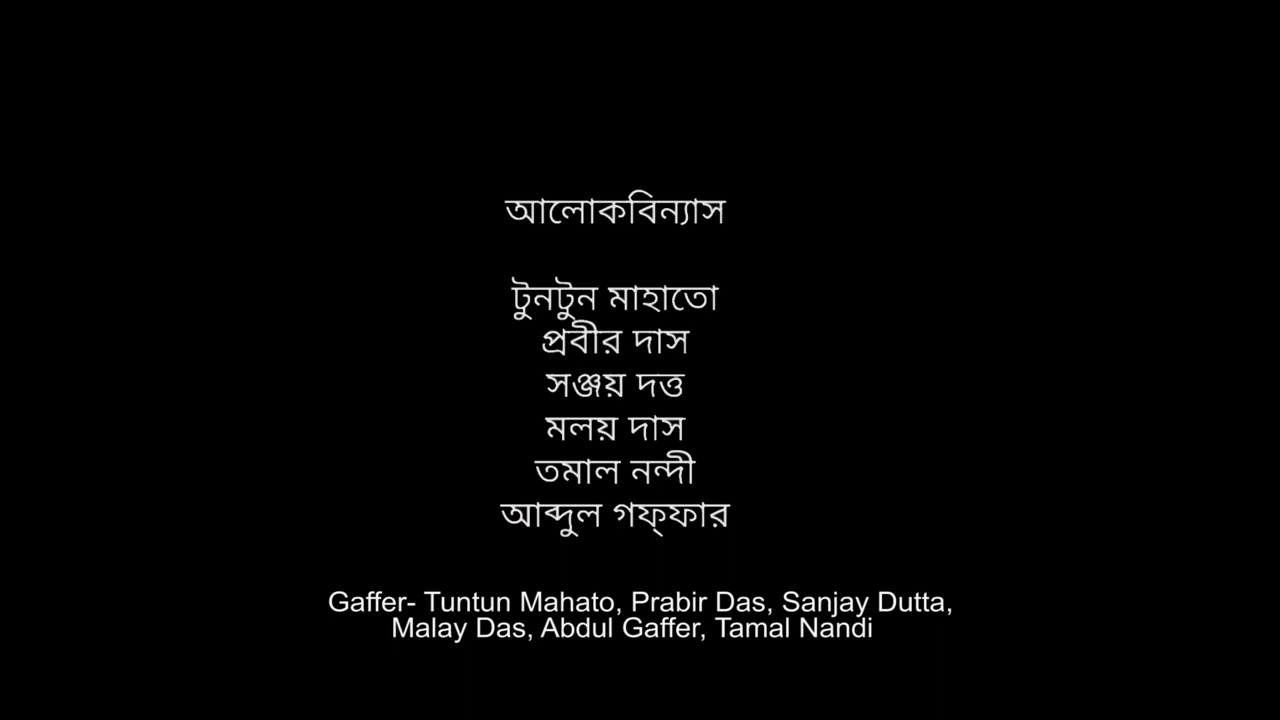 আলোকবিন্যাস
টুনটুন মাহাতো
প্রবীর দাস
সঞ্জয় দত্ত
মলয় দাস
তমাল নন্দী
আব্দুল গফ্‌ফার
Gaffer- Tuntun Mahato, Prabir Das, Sanjay Dutta,
Malay Das, Abdul Gaffer, Tamal Nandi